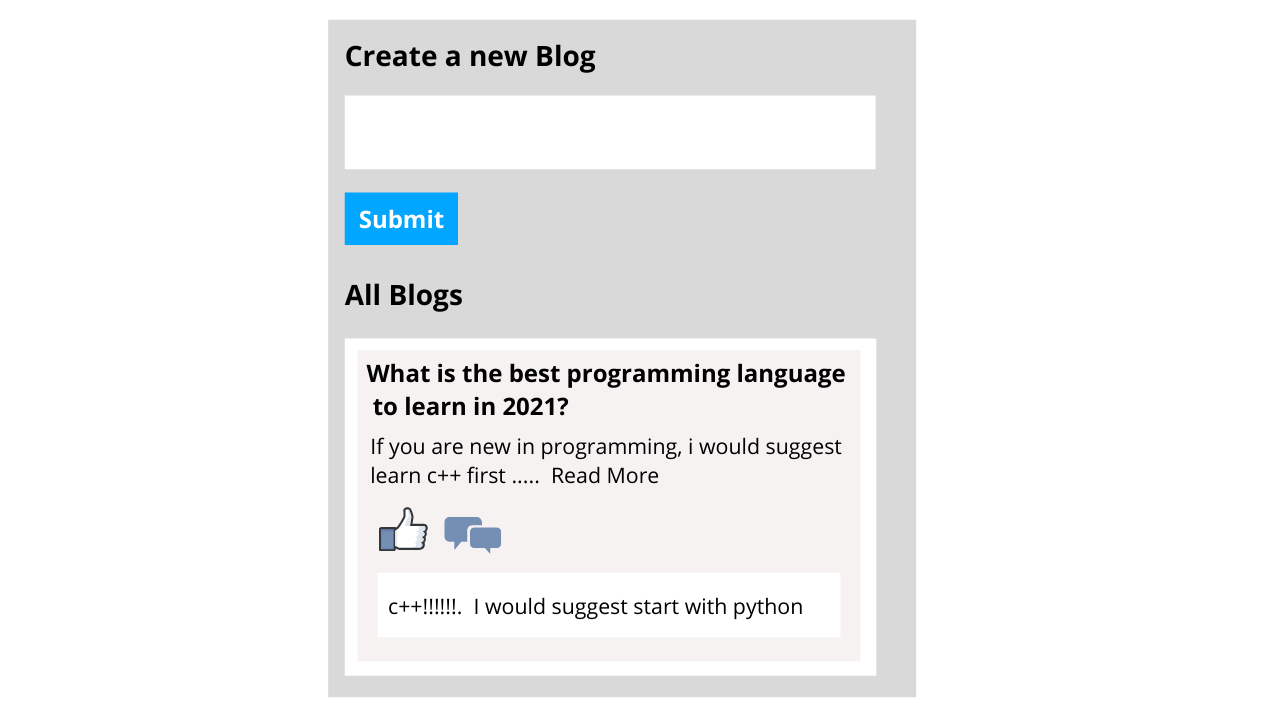 Create a new Blog
Submit
All Blogs
What is the best programming language
to learn in 2021?
If you are new in programming, i would suggest
learn c++ first ..... Read More
c++!!!!!!. I would suggest start with python